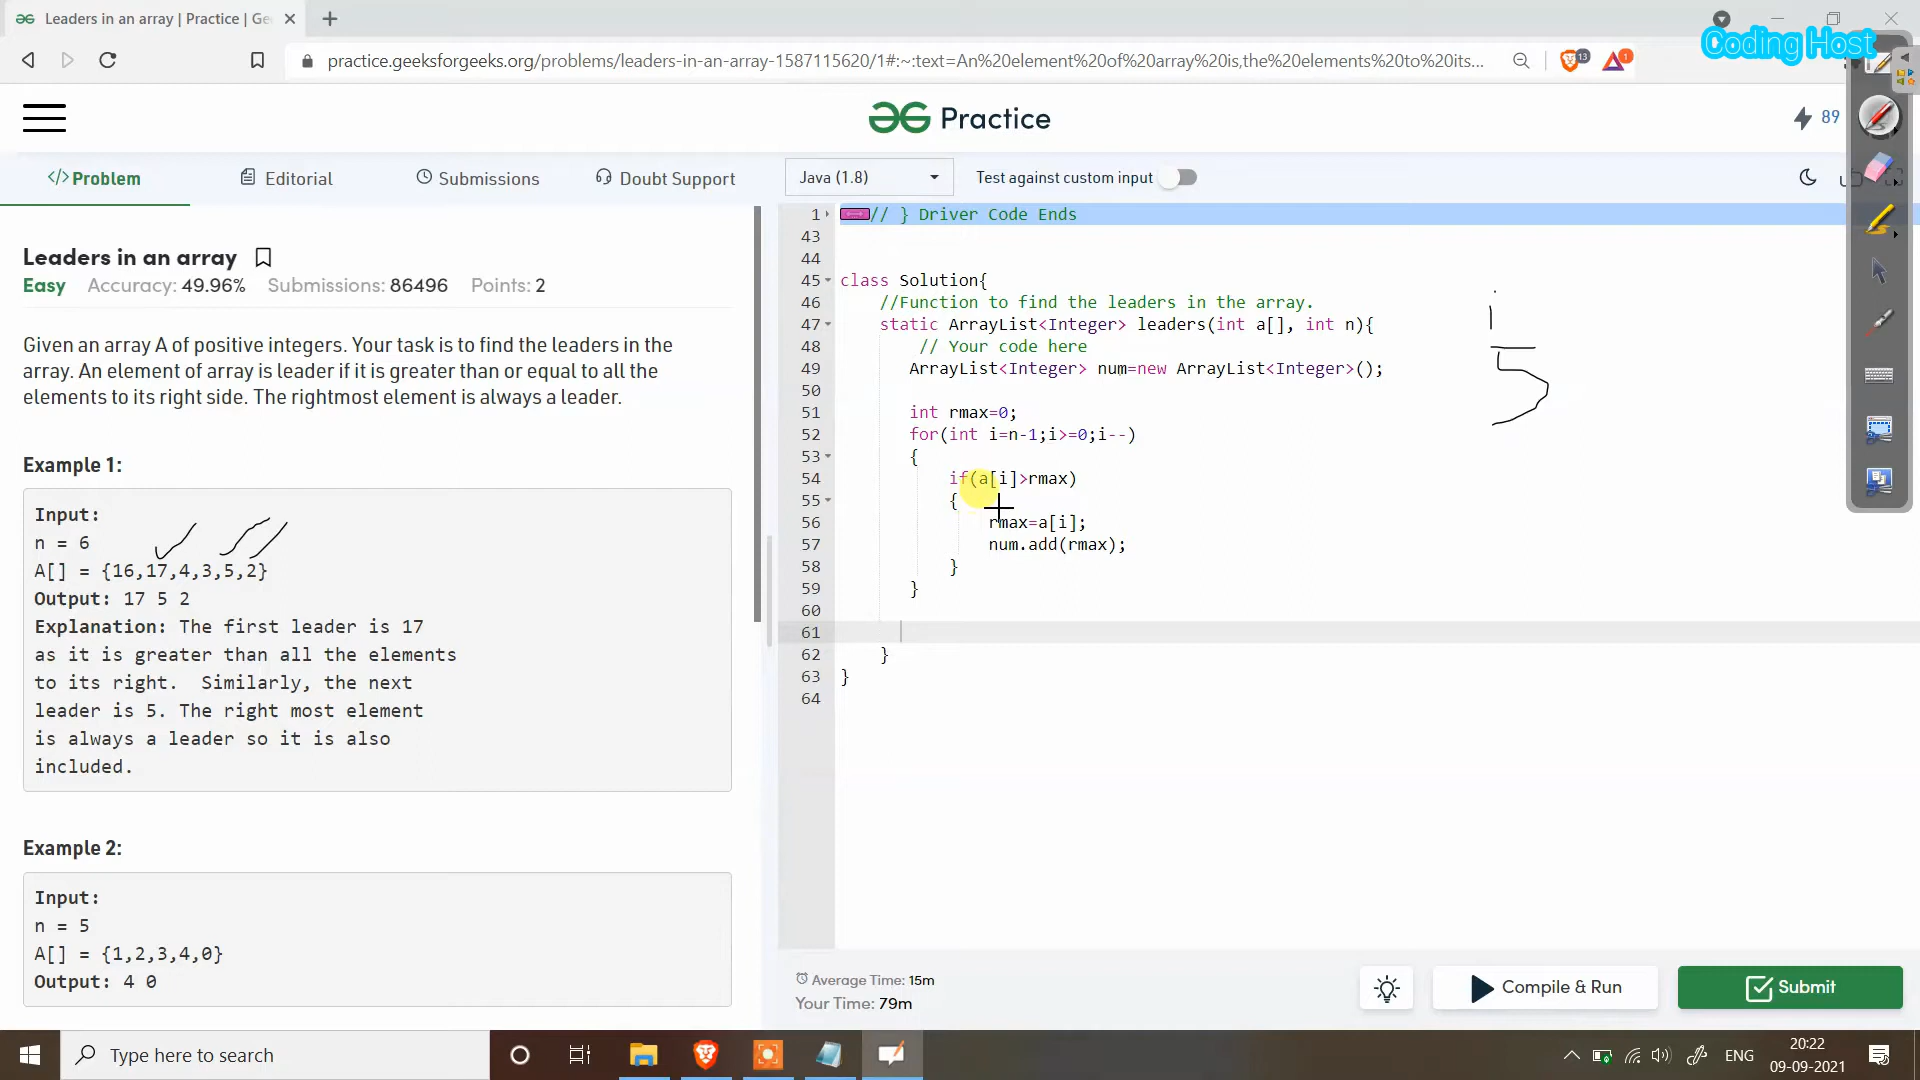 Leaders in an array | Practice | Ge
Coding Host
practice.geeksforgeeks.org/problems/leaders-in-an-array-1587115620/1#:~:text=An%20element%20of%20array%20is,the%20elements%20to%20its...
13
1
Practice
89
</>Problem
Editorial
Submissions
Doubt Support
Java (1.8)
Test against custom input
Leaders in an array
Easy Accuracy: 49.96% Submissions: 86496 Points: 2
Given an array A of positive integers. Your task is to find the leaders in the
array. An element of array is leader if it is greater than or equal to all the
elements to its right side. The rightmost element is always a leader.
Example 1:
Input:
n = 6
A[] = {16,17,4,3,5,2}
Output: 17 5 2
Explanation: The first leader is 17
as it is greater than all the elements
to its right.  Similarly, the next
leader is 5. The right most element
is always a leader so it is also
included.
Example 2:
Input:
n = 5
A[] = {1,2,3,4,0}
Output: 4 0
1 // } Driver Code Ends
43
44
45 class Solution{
46 //Function to find the leaders in the array.
47 static ArrayList<Integer> leaders(int a[], int n){
48 // Your code here
49 ArrayList<Integer> num=new ArrayList<Integer>();
50
51 int rmax=0;
52 for(int i=n-1;i>=0;i--)
53 {
54 if(a[i]>rmax)
55 {
56 rmax=a[i];
57 num.add(rmax);
58 }
59 }
60
61
62 }
63 }
64
i
5
Average Time: 15m
Your Time: 79m
Compile & Run
Submit
Type here to search
ENG
20:22
09-09-2021